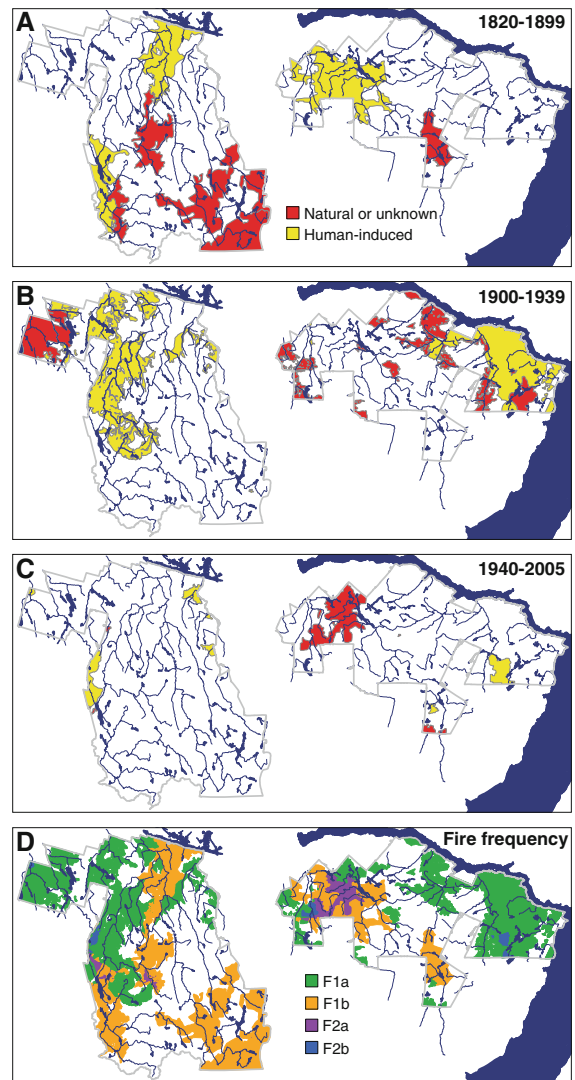 A
1820-1899
Natural or unknown
Human-induced
B
1900-1939
C
1940-2005
D
Fire frequency
F1a
F1b
F2a
F2b